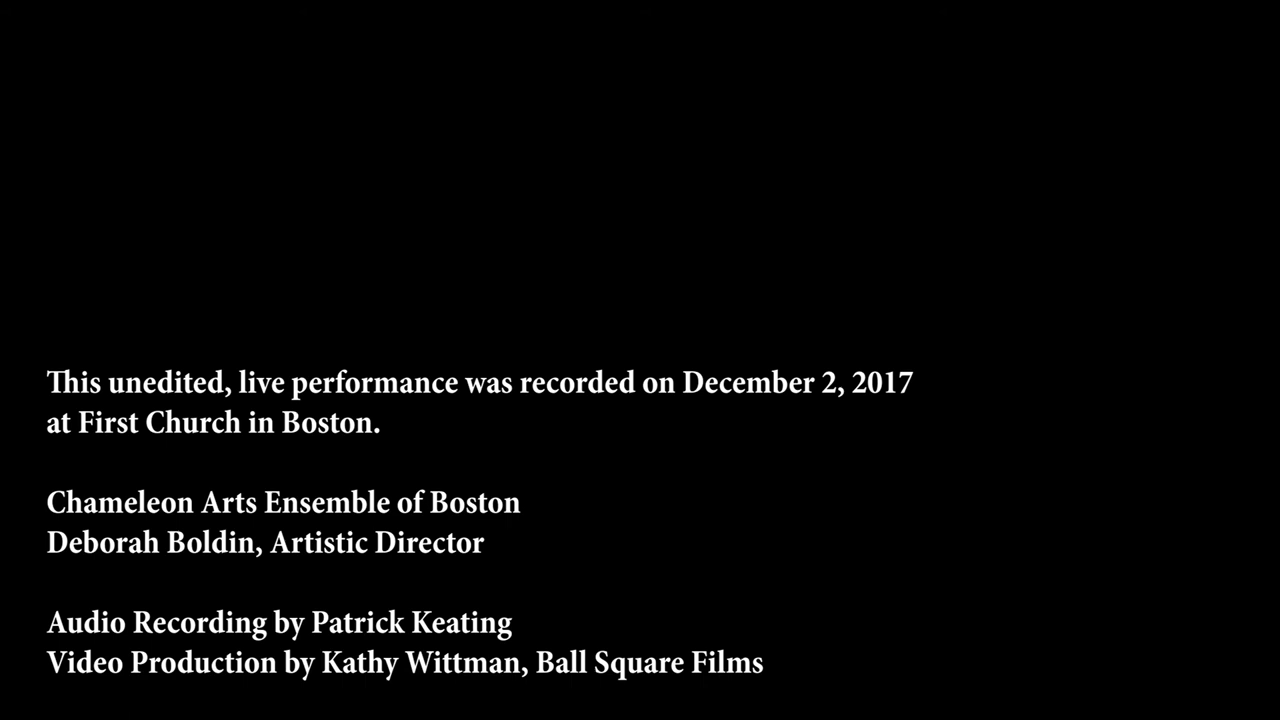 This unedited, live performance was recorded on December 2, 2017
at First Church in Boston.
Chameleon Arts Ensemble of Boston
Deborah Boldin, Artistic Director
Audio Recording by Patrick Keating
Video Production by Kathy Wittman, Ball Square Films